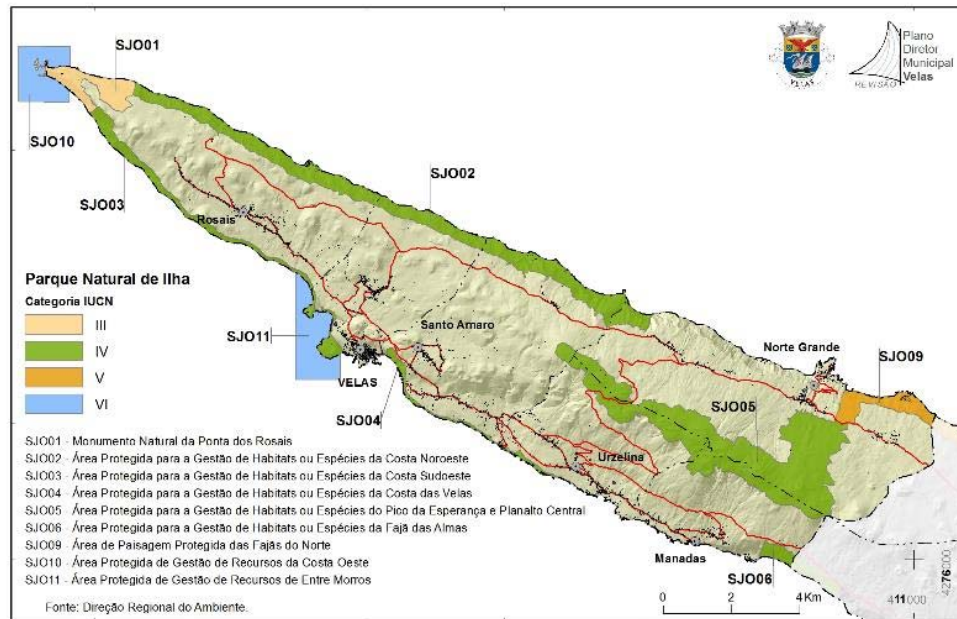 SJO01
VELAS
Plano
Diretor
Municipal
Velas
REVISÃO
SJO10
SJO02
SJO03
Rosais
Parque Natural de Ilha
Categoria IUCN
III
IV
V
VI
SJO11
Santo Amaro
VELAS
SJO04
Norte Grande
SJO09
SJO05
Urzelina
SJO01 - Monumento Natural da Ponta dos Rosais
SJO02 - Área Protegida para a Gestão de Habitats ou Espécies da Costa Noroeste
SJO03 - Área Protegida para a Gestão de Habitats ou Espécies da Costa Sudoeste
SJO04 - Área Protegida para a Gestão de Habitats ou Espécies da Costa das Velas
SJO05 - Área Protegida para a Gestão de Habitats ou Espécies do Pico da Esperança e Planalto Central
SJO06 - Área Protegida para a Gestão de Habitats ou Espécies da Fajã das Almas
SJO09 - Área de Paisagem Protegida das Fajãs do Norte
SJO10 - Área Protegida de Gestão de Recursos da Costa Oeste
SJO11 - Área Protegida de Gestão de Recursos de Entre Morros
Fonte: Direção Regional do Ambiente.
Manadas
SJO06
0 2 4 Km
411000
4276000